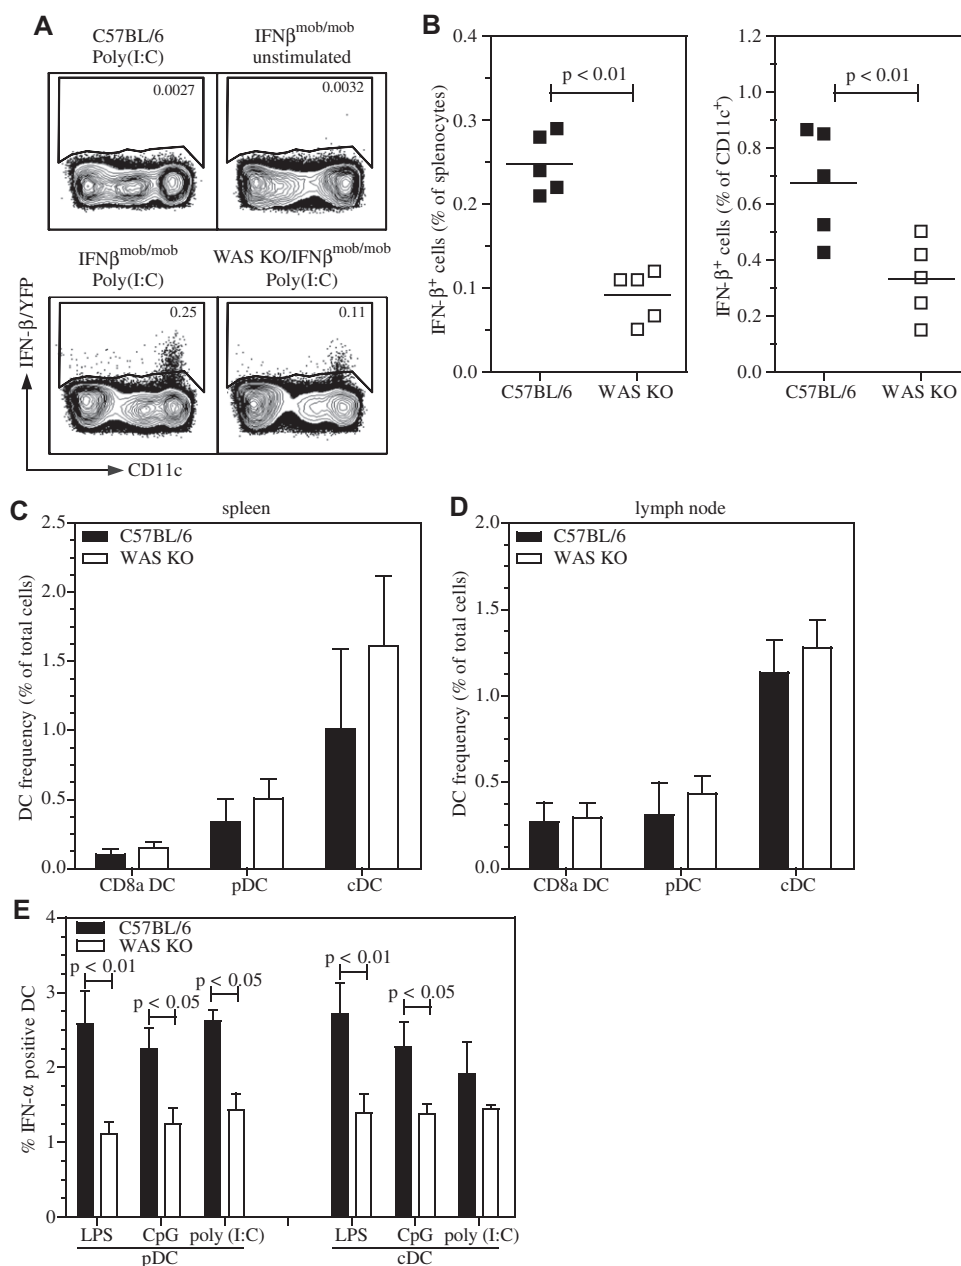 A
C57BL/6
Poly(I:C)
IFNβmob/mob
unstimulated
0.0027
0.0032
IFNβmob/mob
Poly(I:C)
WAS KO/IFNβmob/mob
Poly(I:C)
0.25
0.11
IFN-β/YFP
CD11c
B
IFN-β+ cells (% of splenocytes)
0.4
0.3
0.2
0.1
0.0
p < 0.01
C57BL/6 WAS KO
IFN-β+ cells (% of CD11c+)
1.2
1.0
0.8
0.6
0.4
0.2
0.0
p < 0.01
C57BL/6 WAS KO
C
spleen
C57BL/6
WAS KO
DC frequency (% of total cells)
2.5
2.0
1.5
1.0
0.5
0.0
CD8a DC pDC cDC
D
lymph node
C57BL/6
WAS KO
DC frequency (% of total cells)
2.0
1.5
1.0
0.5
0.0
CD8a DC pDC cDC
E
C57BL/6
WAS KO
% IFN-α positive DC
4
3
2
1
0
p < 0.01
p < 0.05
p < 0.05
p < 0.01
p < 0.05
LPS CpG poly (I:C) LPS CpG poly (I:C)
pDC cDC